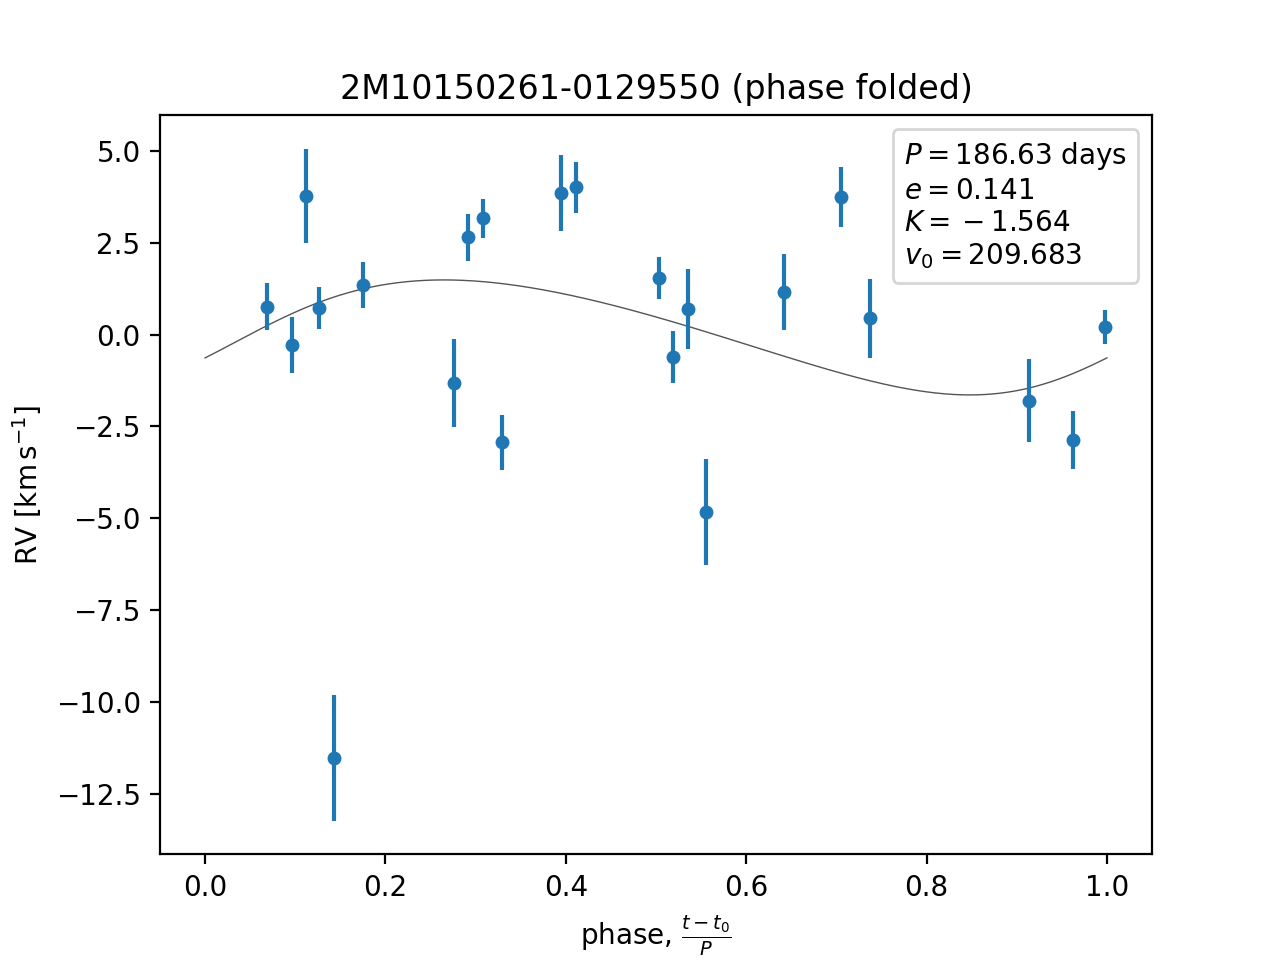 2M10150261-0129550 (phase folded)
P = 186.63 days
e = 0.141
K = −1.564
v₀ = 209.683
RV [km s⁻¹]
5.0
2.5
0.0
−2.5
−5.0
−7.5
−10.0
−12.5
0.0 0.2 0.4 0.6 0.8 1.0
phase, (t − t₀)/P